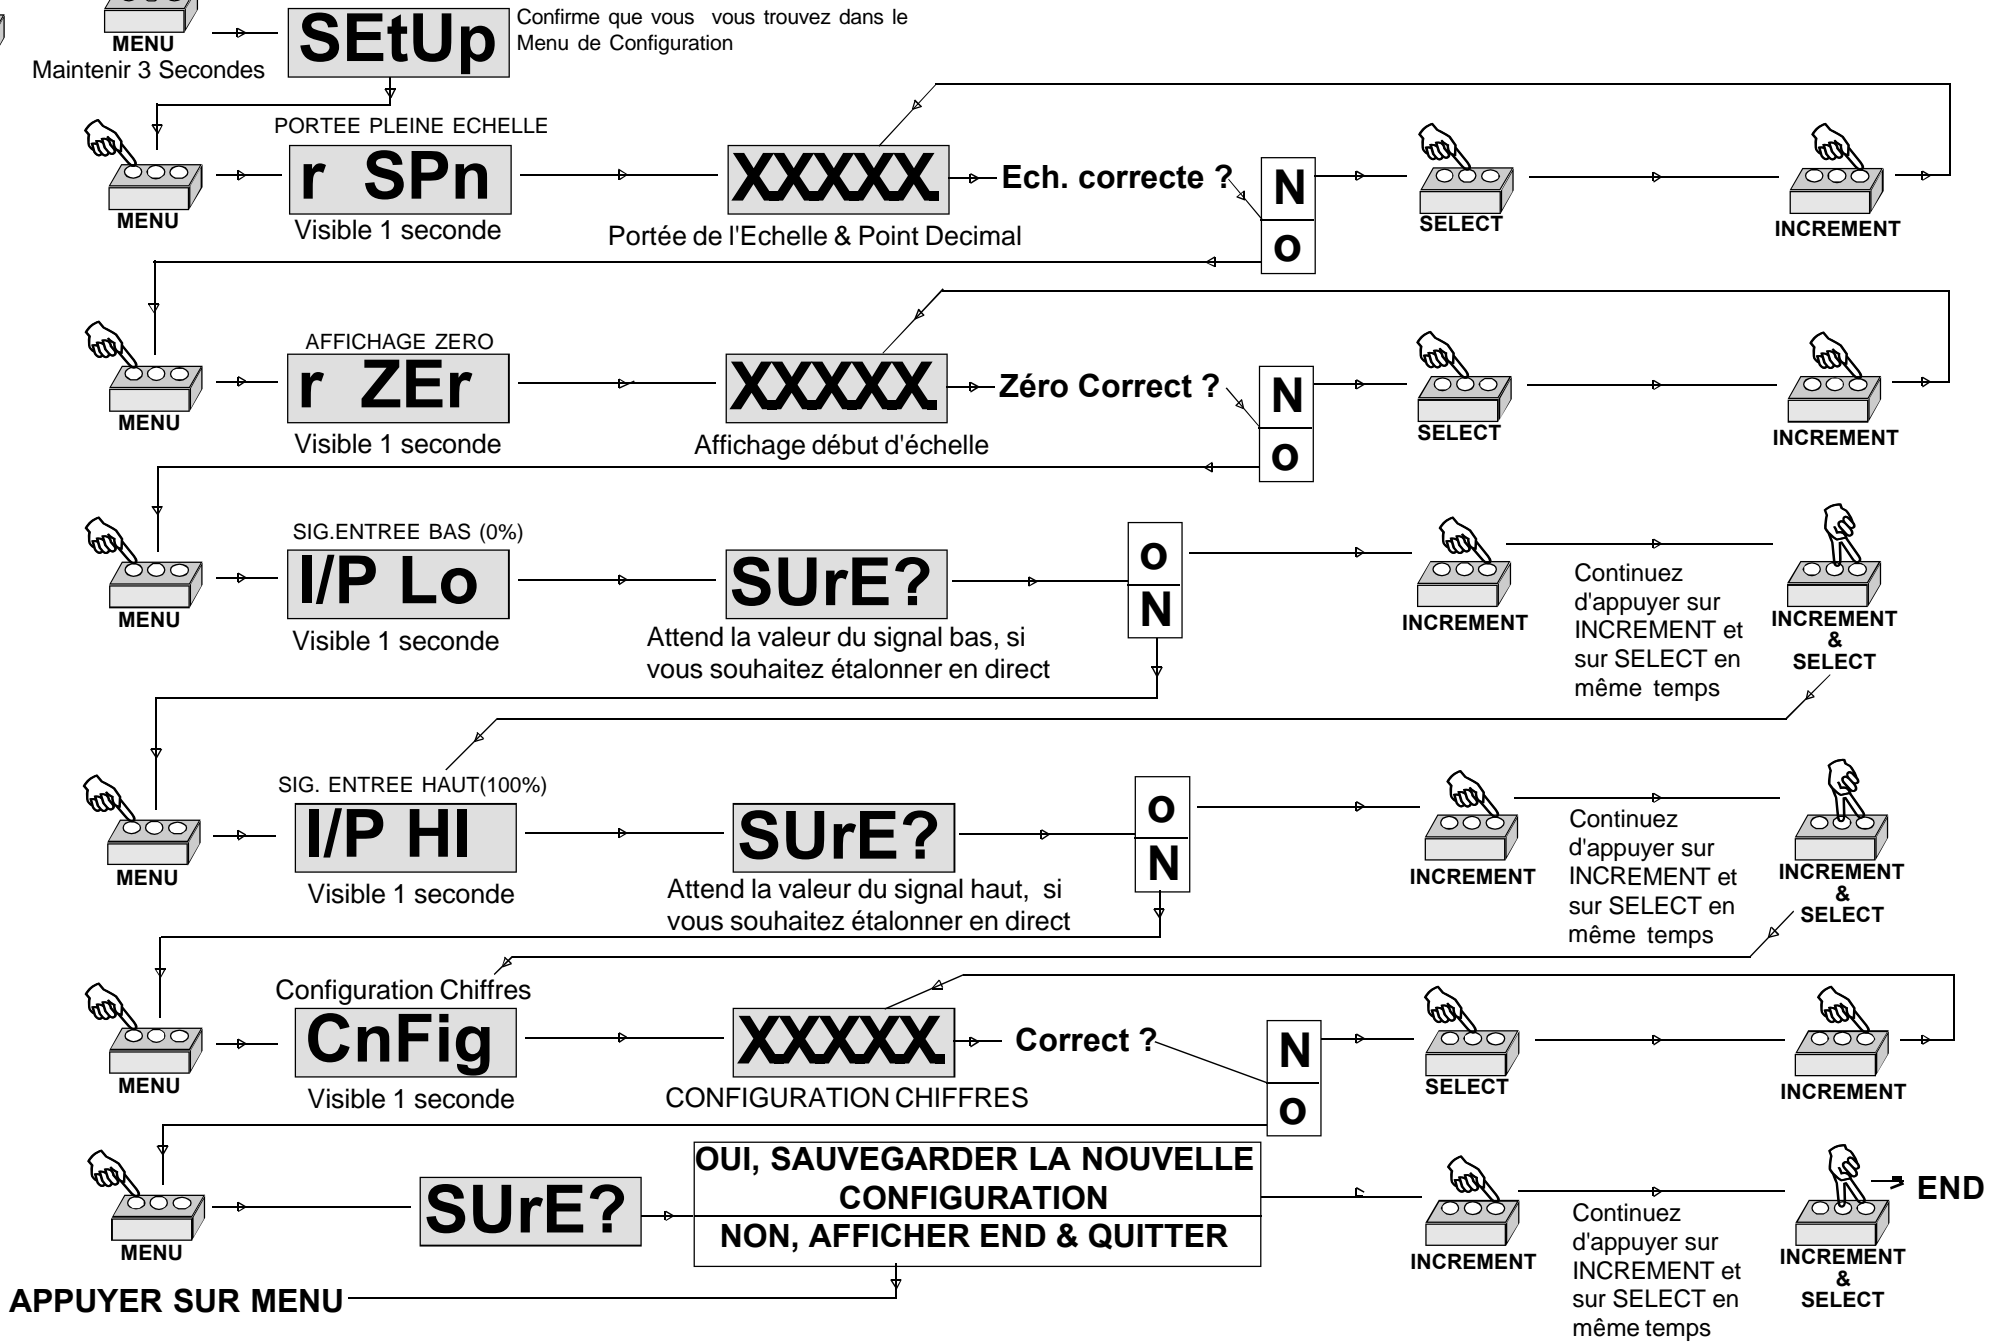 MENU
Maintenir 3 Secondes
SEtUp
Confirme que vous vous trouvez dans le
Menu de Configuration
MENU
PORTEE PLEINE ECHELLE
r SPn
Visible 1 seconde
XXXXX
Portée de l'Echelle & Point Decimal
Ech. correcte ?
N
o
SELECT
INCREMENT
MENU
AFFICHAGE ZERO
r ZEr
Visible 1 seconde
XXXXX
Affichage début d'échelle
Zéro Correct ?
N
o
SELECT
INCREMENT
MENU
SIG.ENTREE BAS (0%)
I/P Lo
Visible 1 seconde
SUrE?
Attend la valeur du signal bas, si
vous souhaitez étalonner en direct
o
N
INCREMENT
Continuez
d'appuyer sur
INCREMENT et
sur SELECT en
même temps
INCREMENT
&
SELECT
MENU
SIG. ENTREE HAUT(100%)
I/P HI
Visible 1 seconde
SUrE?
Attend la valeur du signal haut, si
vous souhaitez étalonner en direct
o
N
INCREMENT
Continuez
d'appuyer sur
INCREMENT et
sur SELECT en
même temps
INCREMENT
&
SELECT
MENU
Configuration Chiffres
CnFig
Visible 1 seconde
XXXXX
CONFIGURATION CHIFFRES
Correct ?
N
o
SELECT
INCREMENT
MENU
SUrE?
OUI, SAUVEGARDER LA NOUVELLE
CONFIGURATION
NON, AFFICHER END & QUITTER
INCREMENT
Continuez
d'appuyer sur
INCREMENT et
sur SELECT en
même temps
INCREMENT
&
SELECT
END
APPUYER SUR MENU